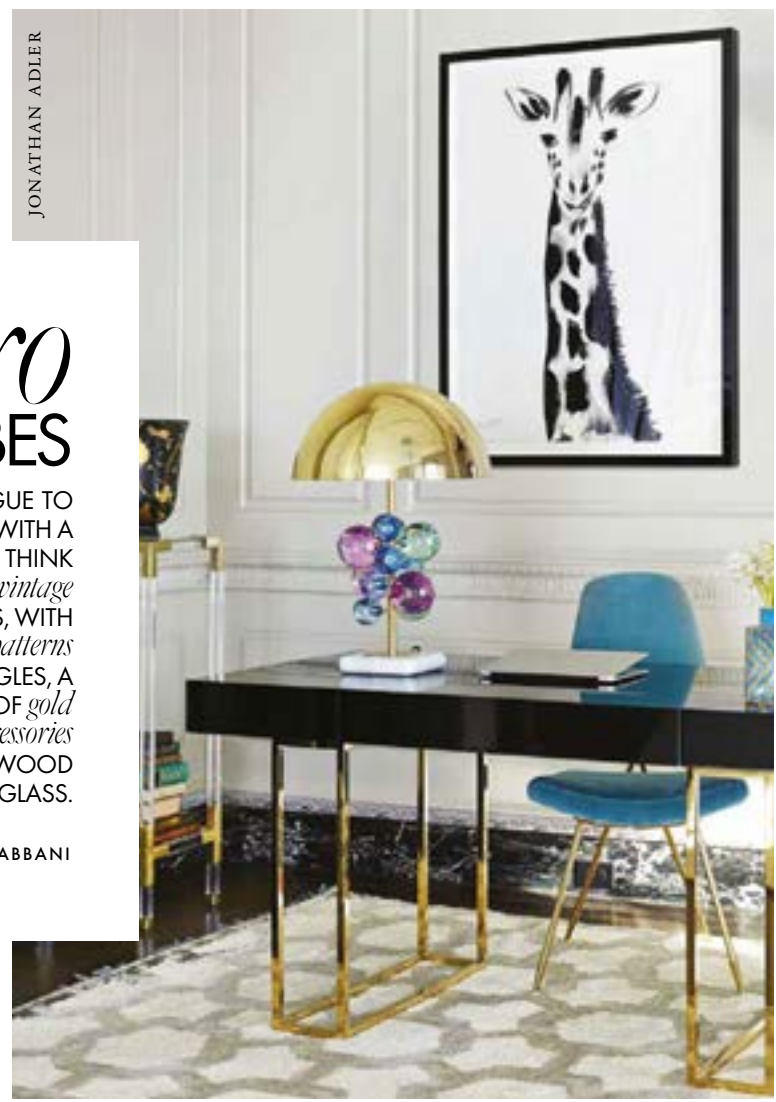 JONATHAN ADLER
ro
BES
GUE TO
WITH A
THINK
vintage
S, WITH
patterns
GLES, A
OF gold
essories
WOOD
GLASS.
ABBANI